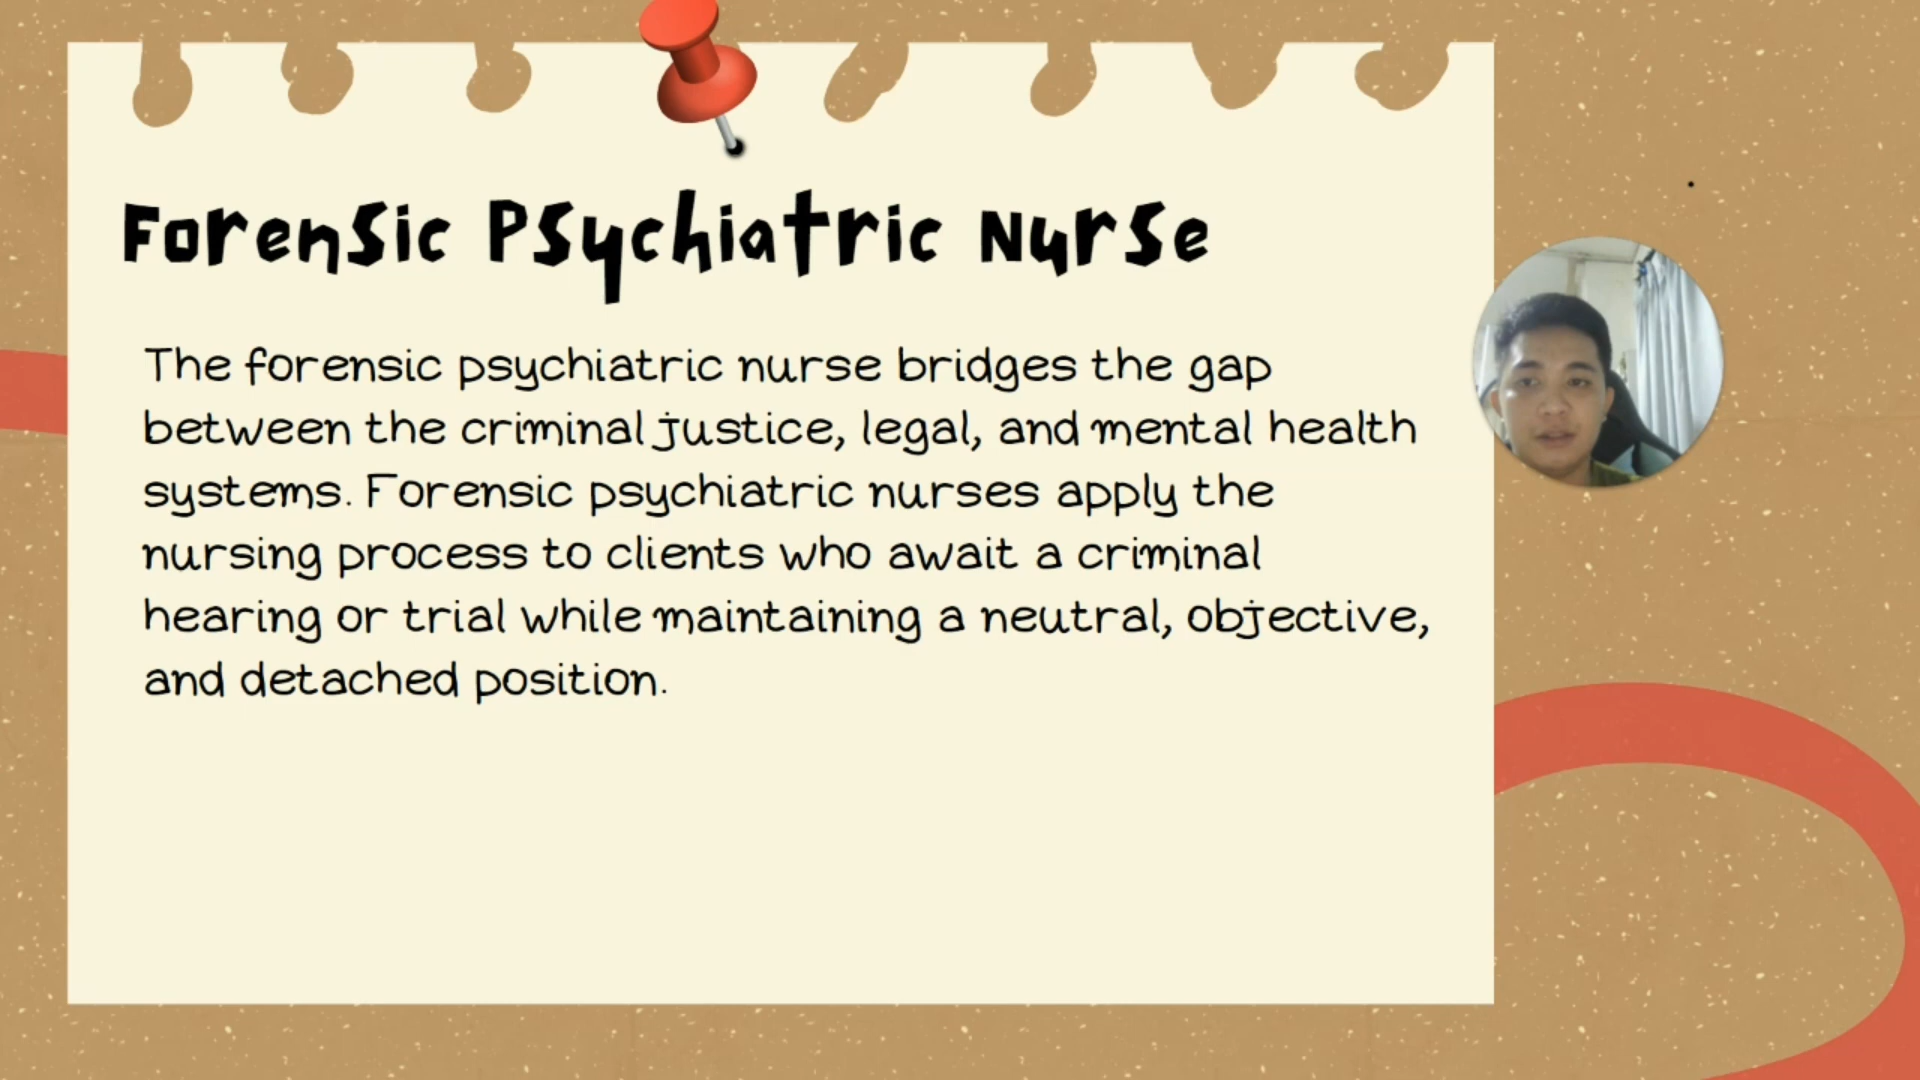 Forensic Psychiatric Nurse
The forensic psychiatric nurse bridges the gap
between the criminal justice, legal, and mental health
systems. Forensic psychiatric nurses apply the
nursing process to clients who await a criminal
hearing or trial while maintaining a neutral, objective,
and detached position.